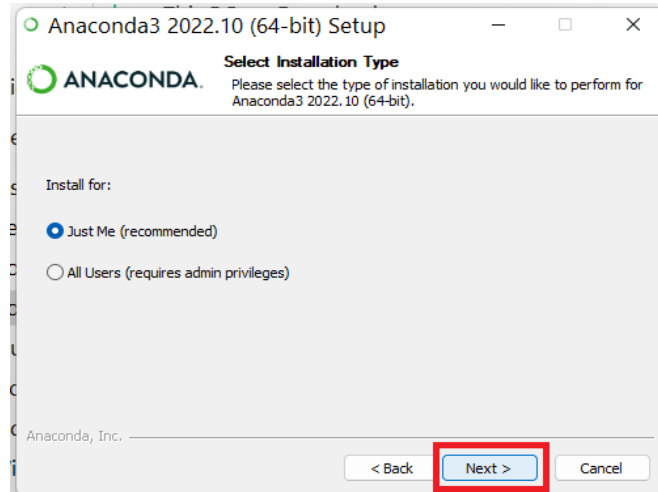 Anaconda3 2022.10 (64-bit) Setup
ANACONDA.
Select Installation Type
Please select the type of installation you would like to perform for
Anaconda3 2022.10 (64-bit).
Install for:
Just Me (recommended)
All Users (requires admin privileges)
Anaconda, Inc.
< Back Next > Cancel